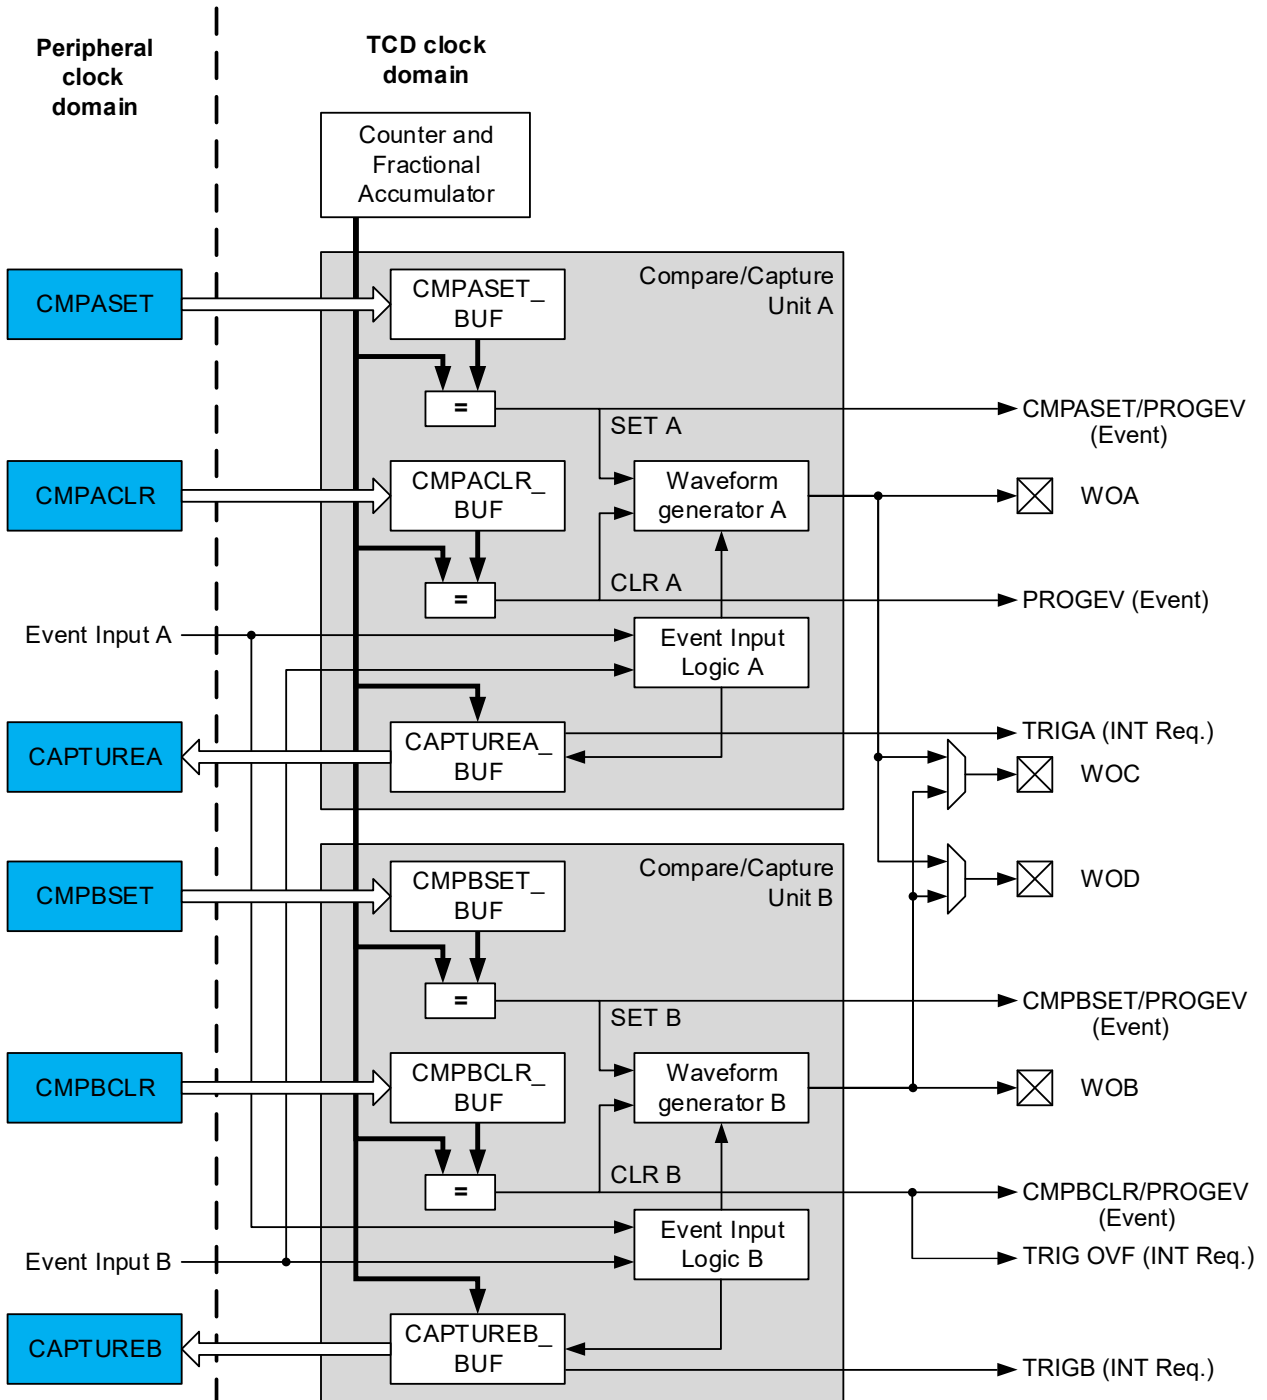 Peripheral
clock
domain
TCD clock
domain
Counter and
Fractional
Accumulator
Compare/Capture
Unit A
CMPASET
CMPASET_
BUF
=
SET A
CMPASET/PROGEV
(Event)
CMPACLR
CMPACLR_
BUF
Waveform
generator A
WOA
=
CLR A
PROGEV (Event)
Event Input A
Event Input
Logic A
CAPTUREA
CAPTUREA_
BUF
TRIGA (INT Req.)
WOC
Compare/Capture
Unit B
CMPBSET
CMPBSET_
BUF
WOD
=
SET B
CMPBSET/PROGEV
(Event)
CMPBCLR
CMPBCLR_
BUF
Waveform
generator B
WOB
=
CLR B
CMPBCLR/PROGEV
(Event)
Event Input B
Event Input
Logic B
TRIG OVF (INT Req.)
CAPTUREB
CAPTUREB_
BUF
TRIGB (INT Req.)